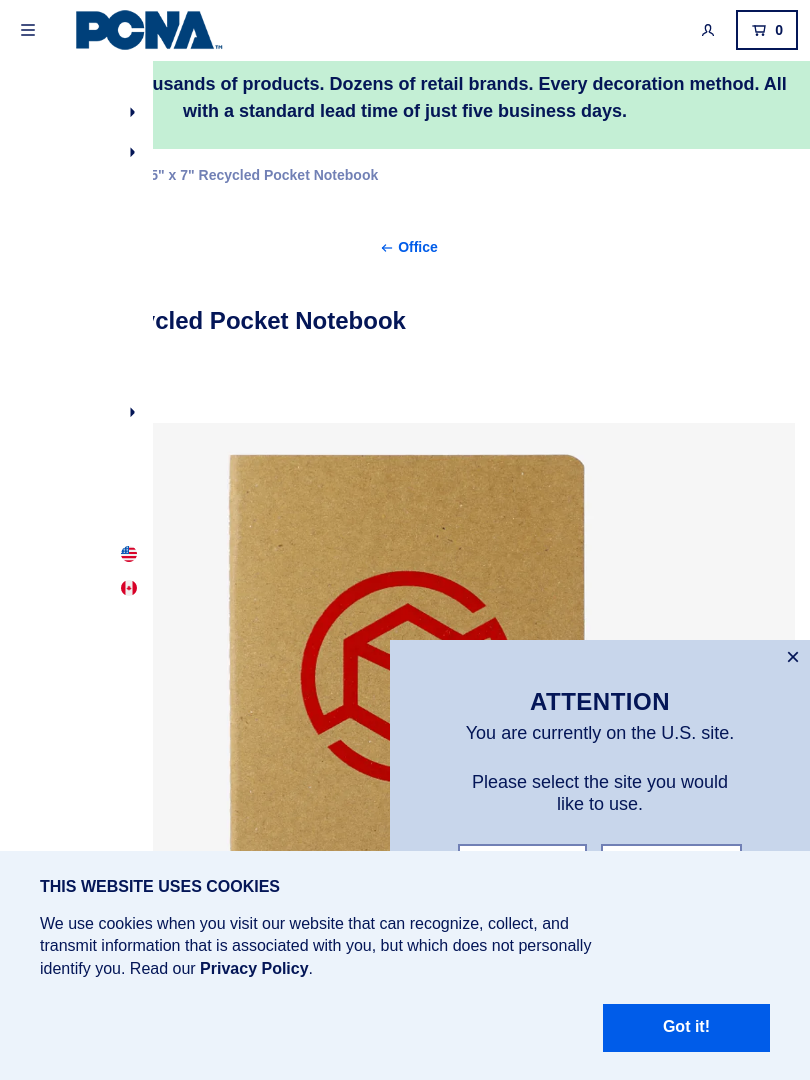 PCNA™
0
usands of products. Dozens of retail brands. Every decoration method. All
with a standard lead time of just five business days.
5" x 7" Recycled Pocket Notebook
← Office
ycled Pocket Notebook
ATTENTION
You are currently on the U.S. site.
Please select the site you would
like to use.
THIS WEBSITE USES COOKIES
We use cookies when you visit our website that can recognize, collect, and
transmit information that is associated with you, but which does not personally
identify you. Read our Privacy Policy.
Got it!